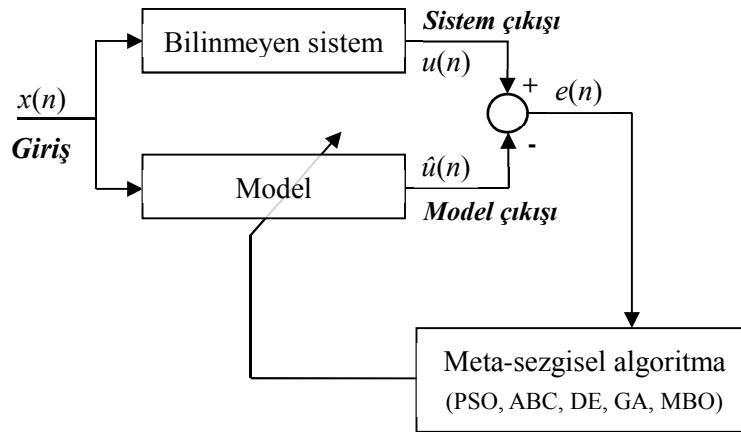 Sistem çıkışı
Bilinmeyen sistem
u(n)
+
e(n)
x(n)
Giriş
-
û(n)
Model
Model çıkışı
Meta-sezgisel algoritma
(PSO, ABC, DE, GA, MBO)